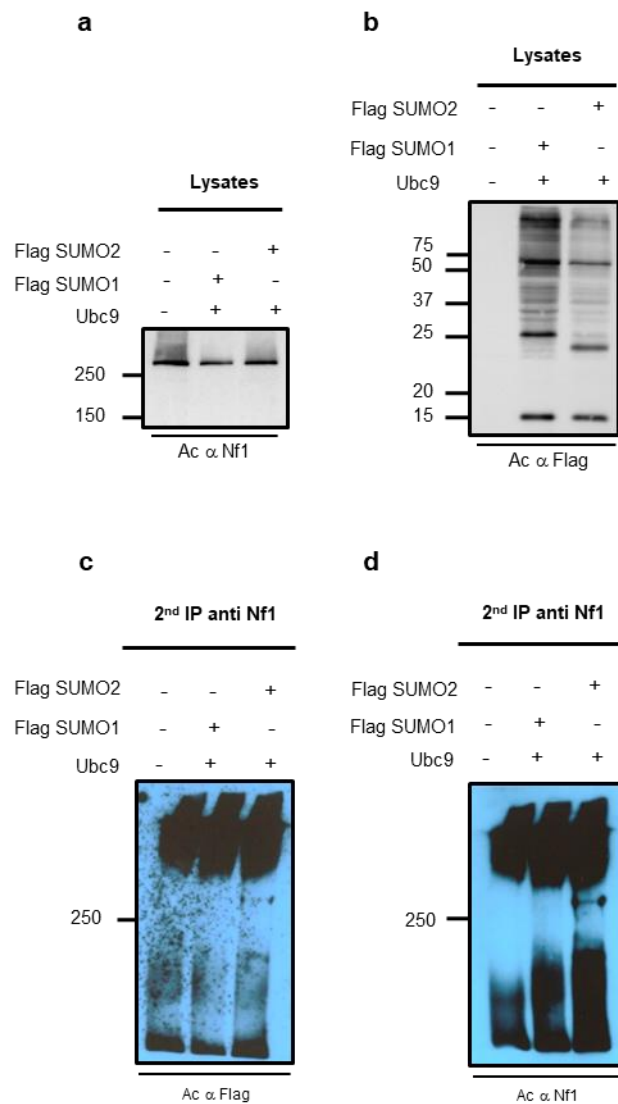 a
Lysates
Flag SUMO2 - - +
Flag SUMO1 - + -
Ubc9 - + +
250
150
Ac α Nf1
b
Lysates
Flag SUMO2 - - +
Flag SUMO1 - + -
Ubc9 - + +
75
50
37
25
20
15
Ac α Flag
c
2nd IP anti Nf1
Flag SUMO2 - - +
Flag SUMO1 - + -
Ubc9 - + +
250
Ac α Flag
d
2nd IP anti Nf1
Flag SUMO2 - - +
Flag SUMO1 - + -
Ubc9 - + +
250
Ac α Nf1